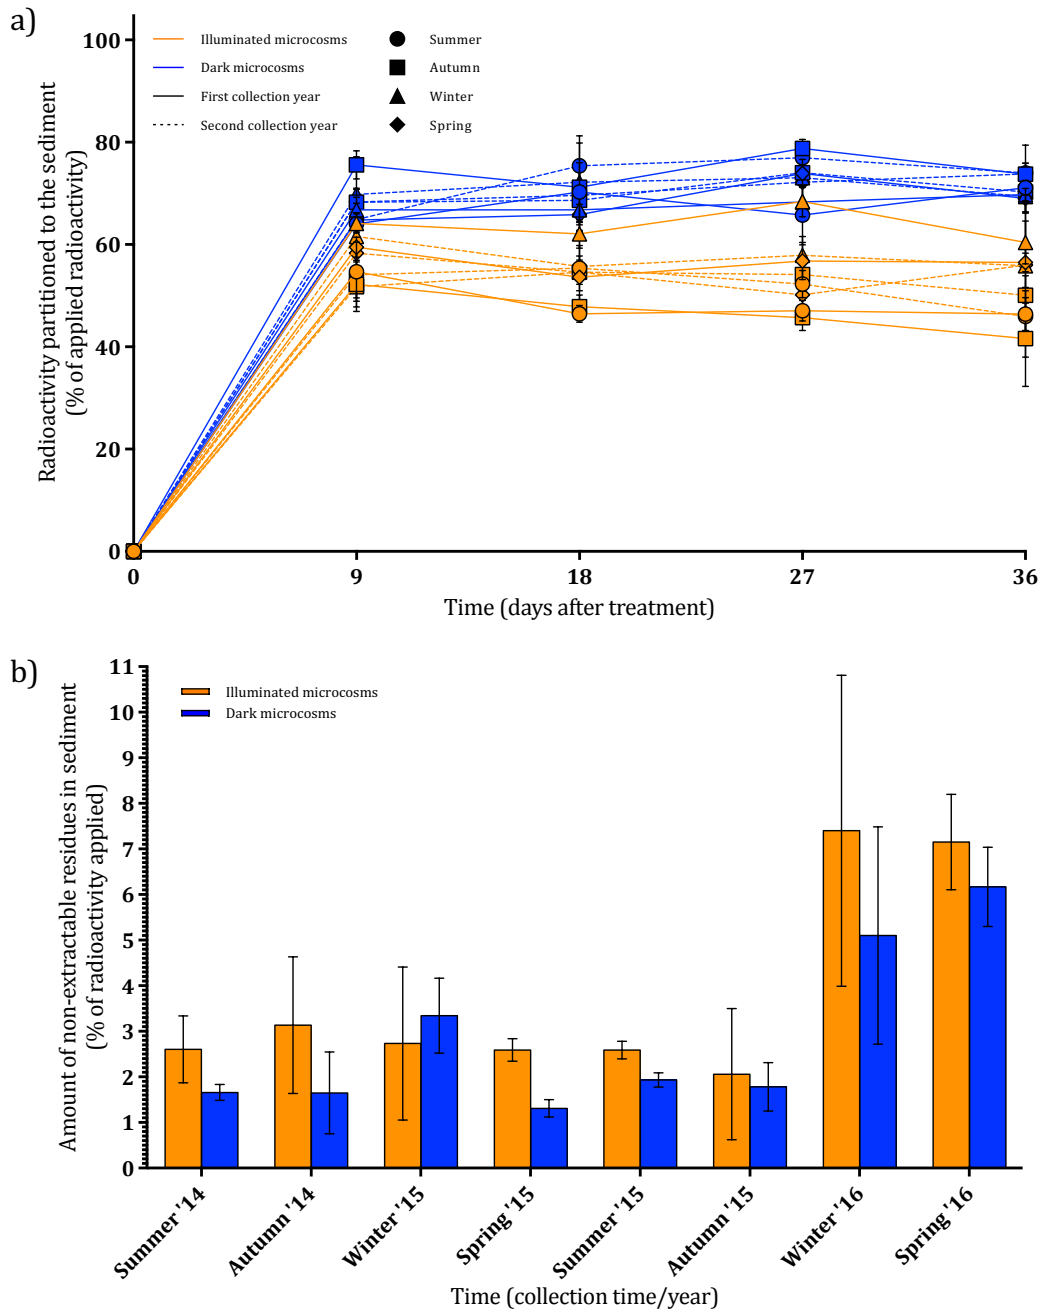 a)
Radioactivity partioned to the sediment
(% of applied radioactivity)
100
80
60
40
20
0
Illuminated microcosms
Dark microcosms
First collection year
Second collection year
Summer
Autumn
Winter
Spring
0 9 18 27 36
Time (days after treatment)
b)
Amount of non-extractable residues in sediment
(% of radioactivity applied)
11
10
9
8
7
6
5
4
3
2
1
0
Illuminated microcosms
Dark microcosms
Summer '14
Autumn '14
Winter '15
Spring '15
Summer '15
Autumn '15
Winter '16
Spring '16
Time (collection time/year)